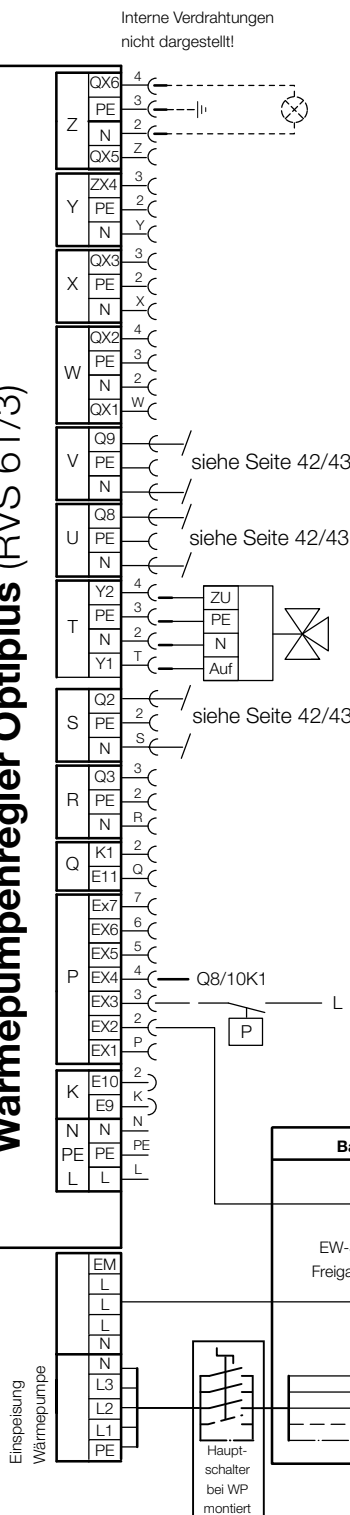 Interne Verdrahtungen
nicht dargestellt!
Wärmepumpenregler Optiplus (RVS 61/3)
Z
QX6 4
PE 3
N 2
QX5 Z
Y
ZX4 3
PE 2
N Y
X
QX3 3
PE 2
N X
W
QX2 4
PE 3
N 2
QX1 W
V
Q9
PE siehe Seite 42/43
N
U
Q8
PE siehe Seite 42/43
N
T
Y2 4 ZU
PE 3 PE
N 2 N
Y1 T Auf
S
Q2
PE 2 siehe Seite 42/43
N S
R
Q3 3
PE 2
N R
Q
K1 2
E11 Q
P
Ex7 7
EX6 6
EX5 5
EX4 4 Q8/10K1
EX3 3 L
EX2 2 P
EX1 P
K
E10 2
E9 K
N N N
PE PE PE
L L L
EM
L
L
L
N
Einspeisung
Wärmepumpe
N
L3
L2
L1
PE
Haupt-
schalter
bei WP
montiert
Ba
EW-
Freiga